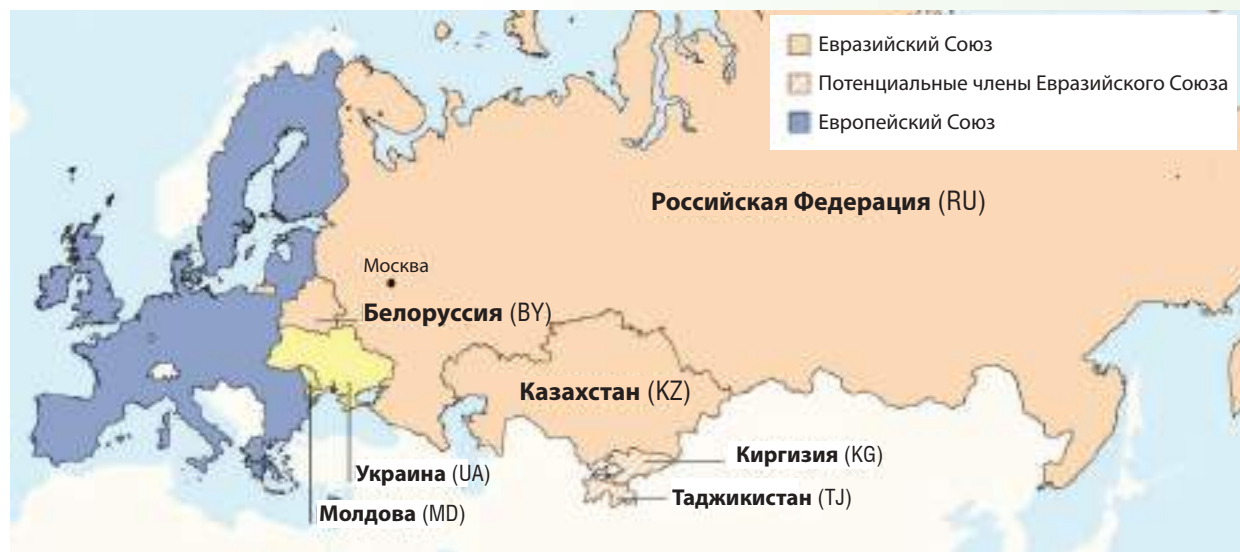 Евразийский Союз
Потенциальные члены Евразийского Союза
Европейский Союз
Российская Федерация (RU)
Москва
Белоруссия (BY)
Казахстан (KZ)
Киргизия (KG)
Украина (UA)
Таджикистан (TJ)
Молдова (MD)